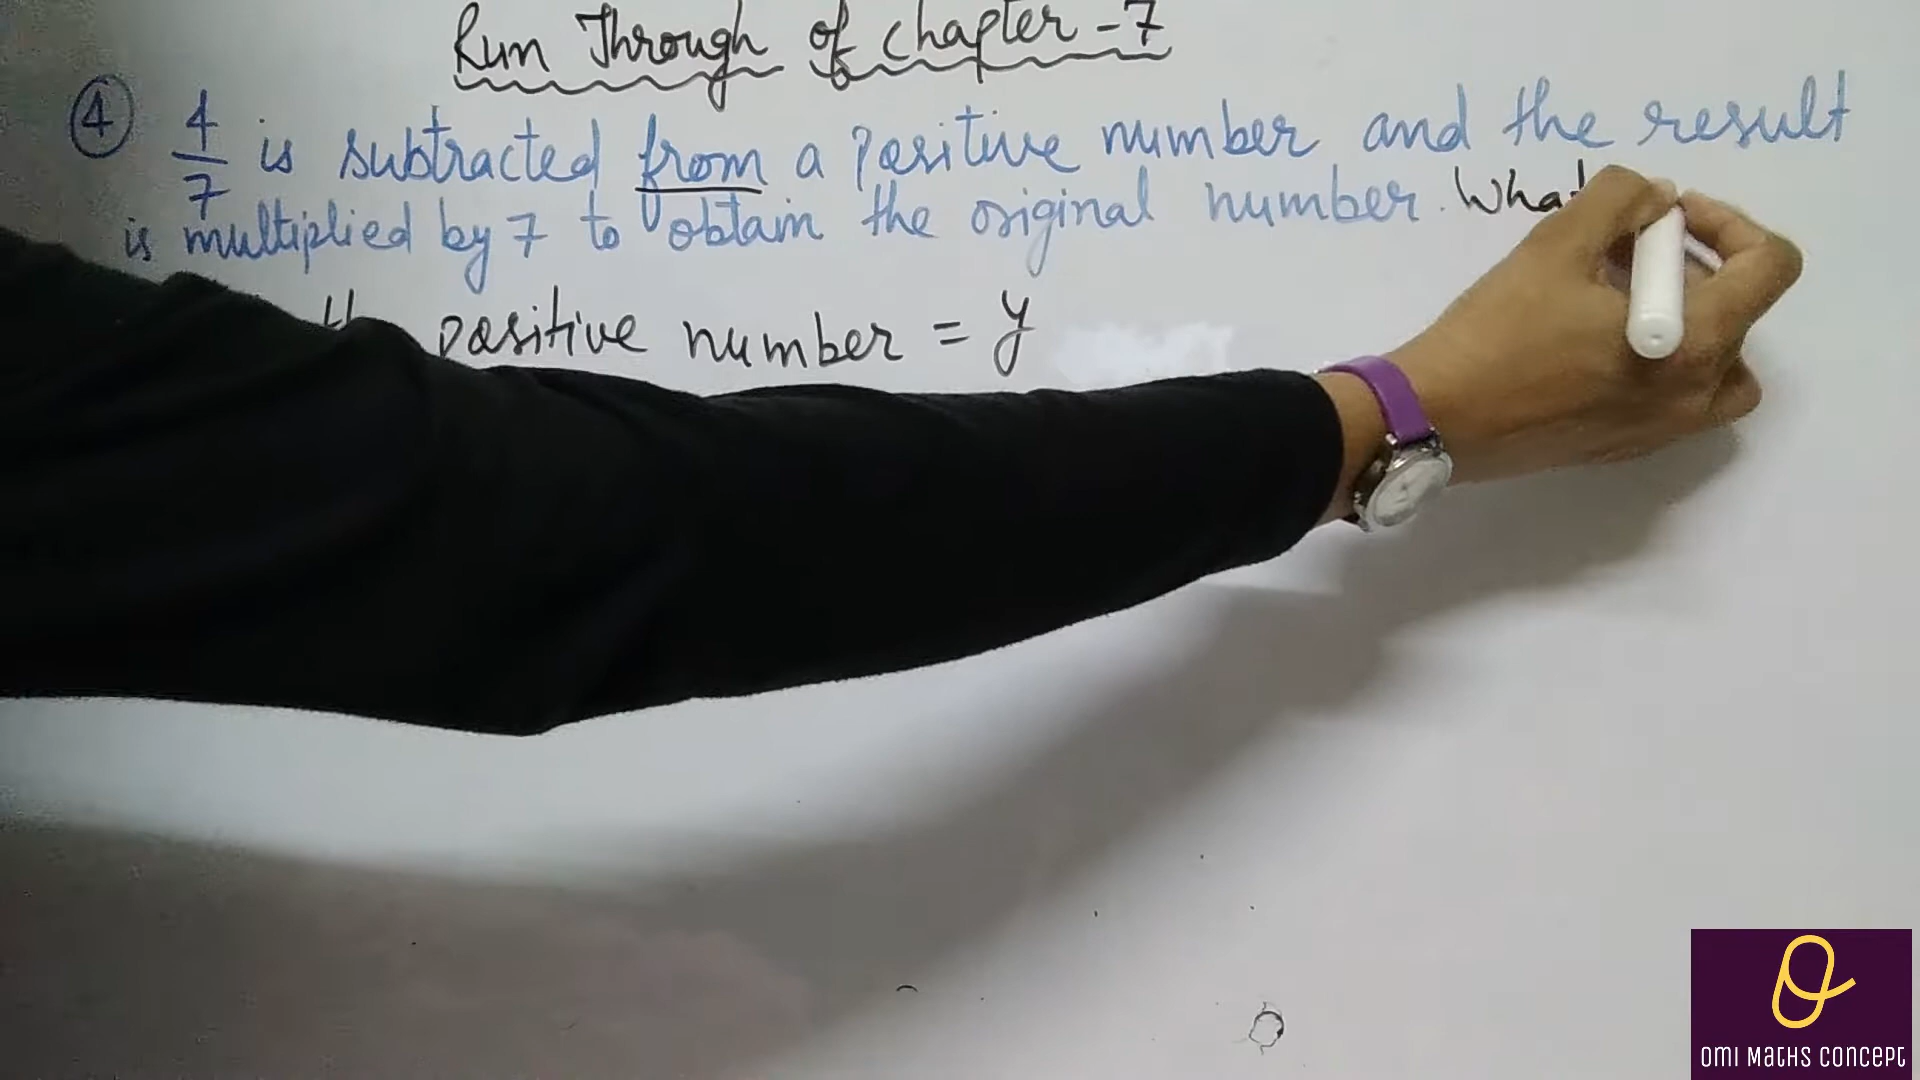 Run Through of chapter - 7
④ 4/7 is subtracted from a positive number and the result
is multiplied by 7 to obtain the original number. What
positive number = y
OMI MATHS CONCEPT